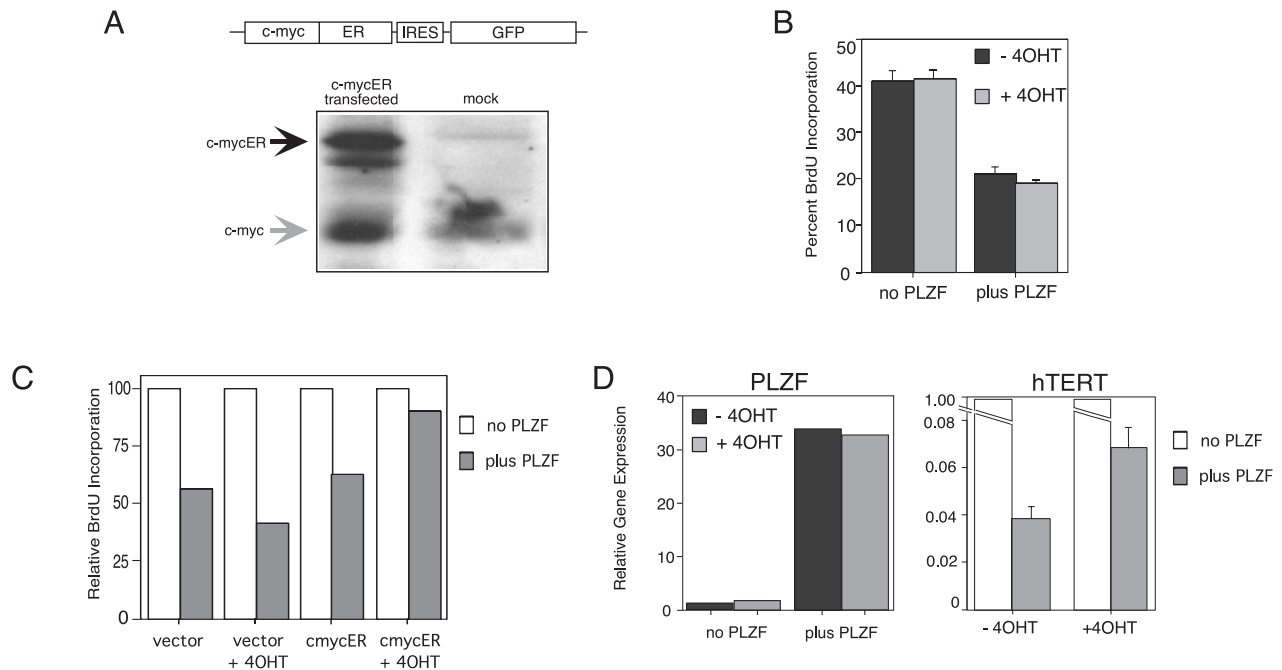 A
c-myc ER IRES GFP
c-mycER
transfected
mock
c-mycER
c-myc
B
Percent BrdU Incorporation
50
40
30
20
10
0
- 4OHT
+ 4OHT
no PLZF
plus PLZF
C
Relative BrdU Incorporation
100
75
50
25
0
no PLZF
plus PLZF
vector
vector
+ 4OHT
cmycER
cmycER
+ 4OHT
D
PLZF
Relative Gene Expression
40
30
20
10
0
- 4OHT
+ 4OHT
no PLZF
plus PLZF
hTERT
1.00
0.08
0.06
0.04
0.02
0
no PLZF
plus PLZF
- 4OHT
+4OHT